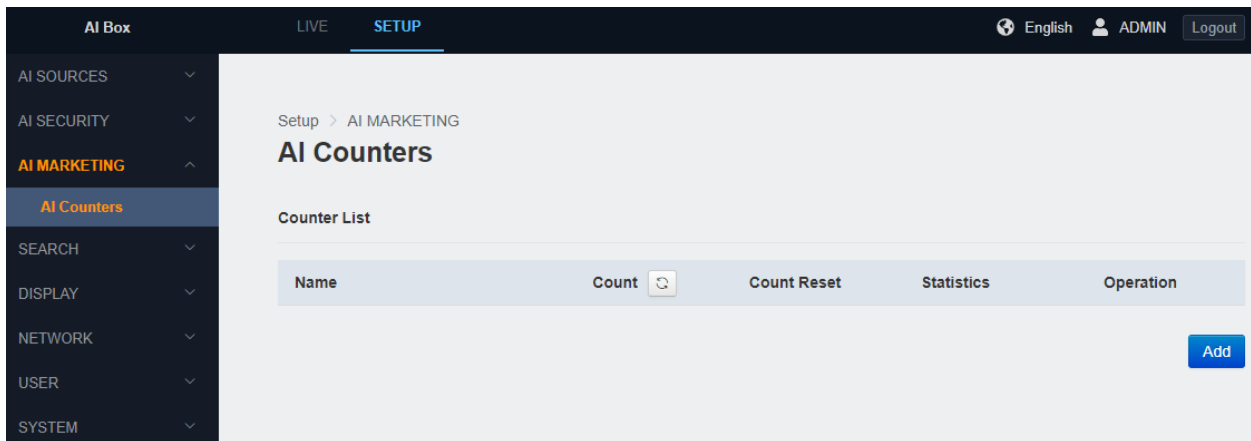 AI Box LIVE SETUP English ADMIN Logout
AI SOURCES
AI SECURITY
AI MARKETING
AI Counters
SEARCH
DISPLAY
NETWORK
USER
SYSTEM
Setup > AI MARKETING
AI Counters
Counter List
Name Count Count Reset Statistics Operation
Add